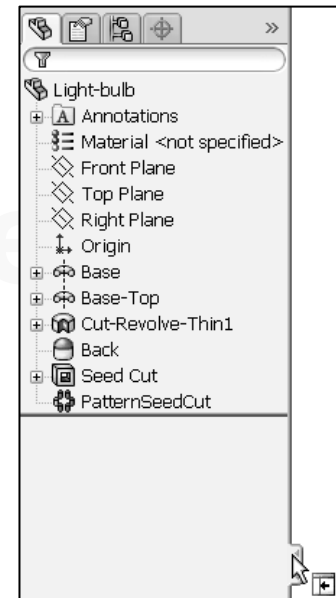 »
Light-bulb
A Annotations
Material <not specified>
Front Plane
Top Plane
Right Plane
Origin
Base
Base-Top
Cut-Revolve-Thin1
Back
Seed Cut
PatternSeedCut